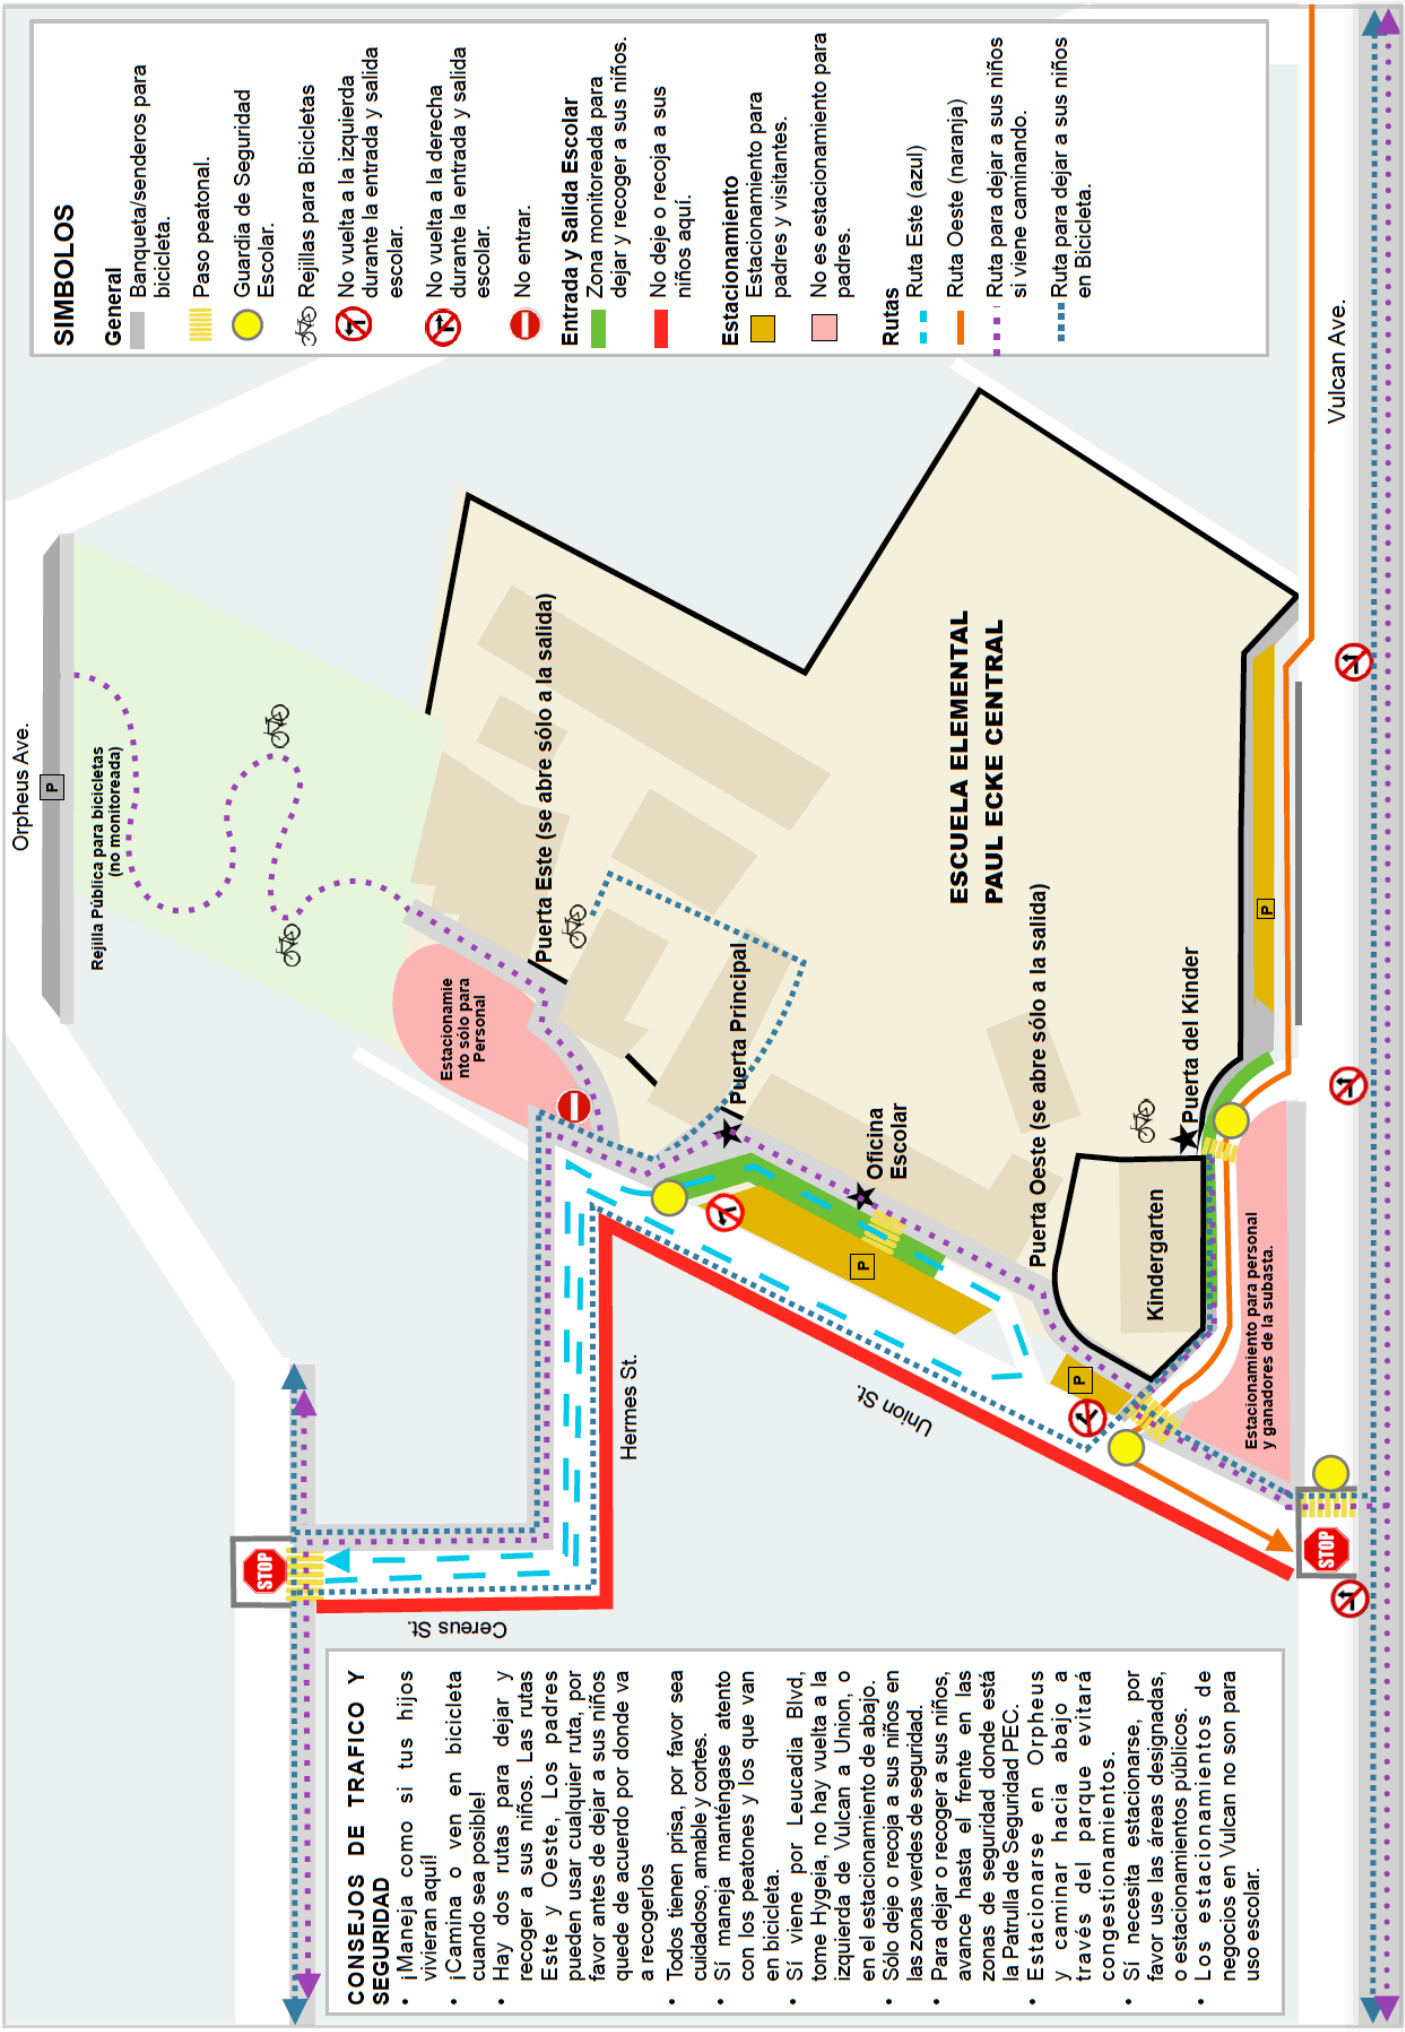 CONSEJOS DE TRAFICO Y
SEGURIDAD
• ¡Maneja como si tus hijos
vivieran aquí!
• ¡Camina o ven en bicicleta
cuando sea posible!
• Hay dos rutas para dejar y
recoger a sus niños. Las rutas
Este y Oeste, Los padres
pueden usar cualquier ruta, por
favor antes de dejar a sus niños
quede de acuerdo por donde va
a recogerlos
• Todos tienen prisa, por favor sea
cuidadoso, amable y cortes.
• Sí maneja manténgase atento
con los peatones y los que van
en bicicleta.
• Sí viene por Leucadia Blvd,
tome Hygeia, no hay vuelta a la
izquierda de Vulcan a Union, o
en el estacionamiento de abajo.
• Sólo deje o recoja a sus niños en
las zonas verdes de seguridad.
• Para dejar o recoger a sus niños,
avance hasta el frente en las
zonas de seguridad donde está
la Patrulla de Seguridad PEC.
• Estacionarse en Orpheus
y caminar hacia abajo a
través del parque evitará
congestionamientos.
• Sí necesita estacionarse, por
favor use las áreas designadas,
o estacionamientos públicos.
• Los estacionamientos de
negocios en Vulcan no son para
uso escolar.
Orpheus Ave.
P
Rejilla Pública para bicicletas
(no monitoreada)
STOP
Cereus St.
Hermes St.
Union St.
Estacionamie
nto sólo para
Personal
Puerta Este (se abre sólo a la salida)
Puerta Principal
Oficina
Escolar
P
ESCUELA ELEMENTAL
PAUL ECKE CENTRAL
Puerta Oeste (se abre sólo a la salida)
P
Kindergarten
Puerta del Kinder
P
Estacionamiento para personal
y ganadores de la subasta.
STOP
Vulcan Ave.
SIMBOLOS
General
Banqueta/senderos para
bicicleta.
Paso peatonal.
Guardia de Seguridad
Escolar.
Rejillas para Bicicletas
No vuelta a la izquierda
durante la entrada y salida
escolar.
No vuelta a la derecha
durante la entrada y salida
escolar.
No entrar.
Entrada y Salida Escolar
Zona monitoreada para
dejar y recoger a sus niños.
No deje o recoja a sus
niños aquí.
Estacionamiento
Estacionamiento para
padres y visitantes.
No es estacionamiento para
padres.
Rutas
Ruta Este (azul)
Ruta Oeste (naranja)
Ruta para dejar a sus niños
si viene caminando.
Ruta para dejar a sus niños
en Bicicleta.